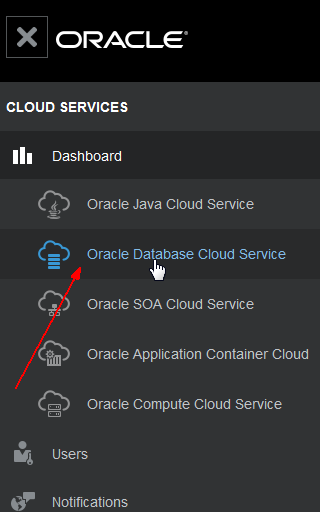 ORACLE
CLOUD SERVICES
Dashboard
Oracle Java Cloud Service
Oracle Database Cloud Service
Oracle SOA Cloud Service
Oracle Application Container Cloud
Oracle Compute Cloud Service
Users
Notifications